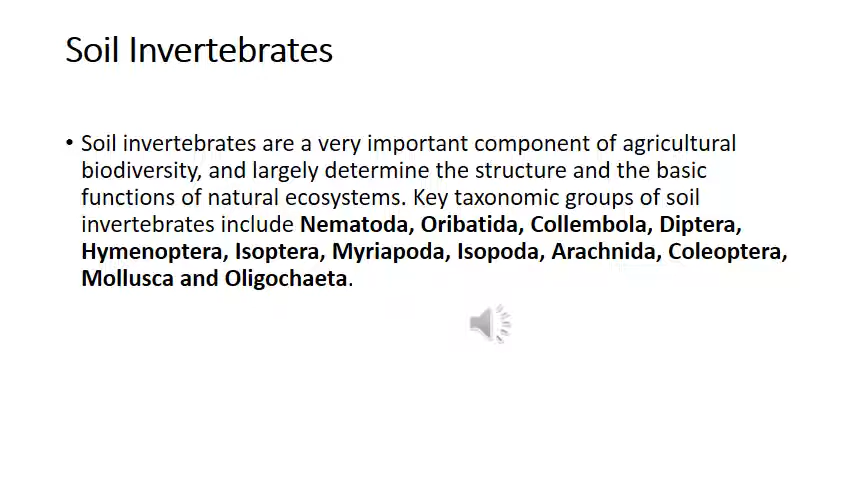 Soil Invertebrates
• Soil invertebrates are a very important component of agricultural
biodiversity, and largely determine the structure and the basic
functions of natural ecosystems. Key taxonomic groups of soil
invertebrates include Nematoda, Oribatida, Collembola, Diptera,
Hymenoptera, Isoptera, Myriapoda, Isopoda, Arachnida, Coleoptera,
Mollusca and Oligochaeta.